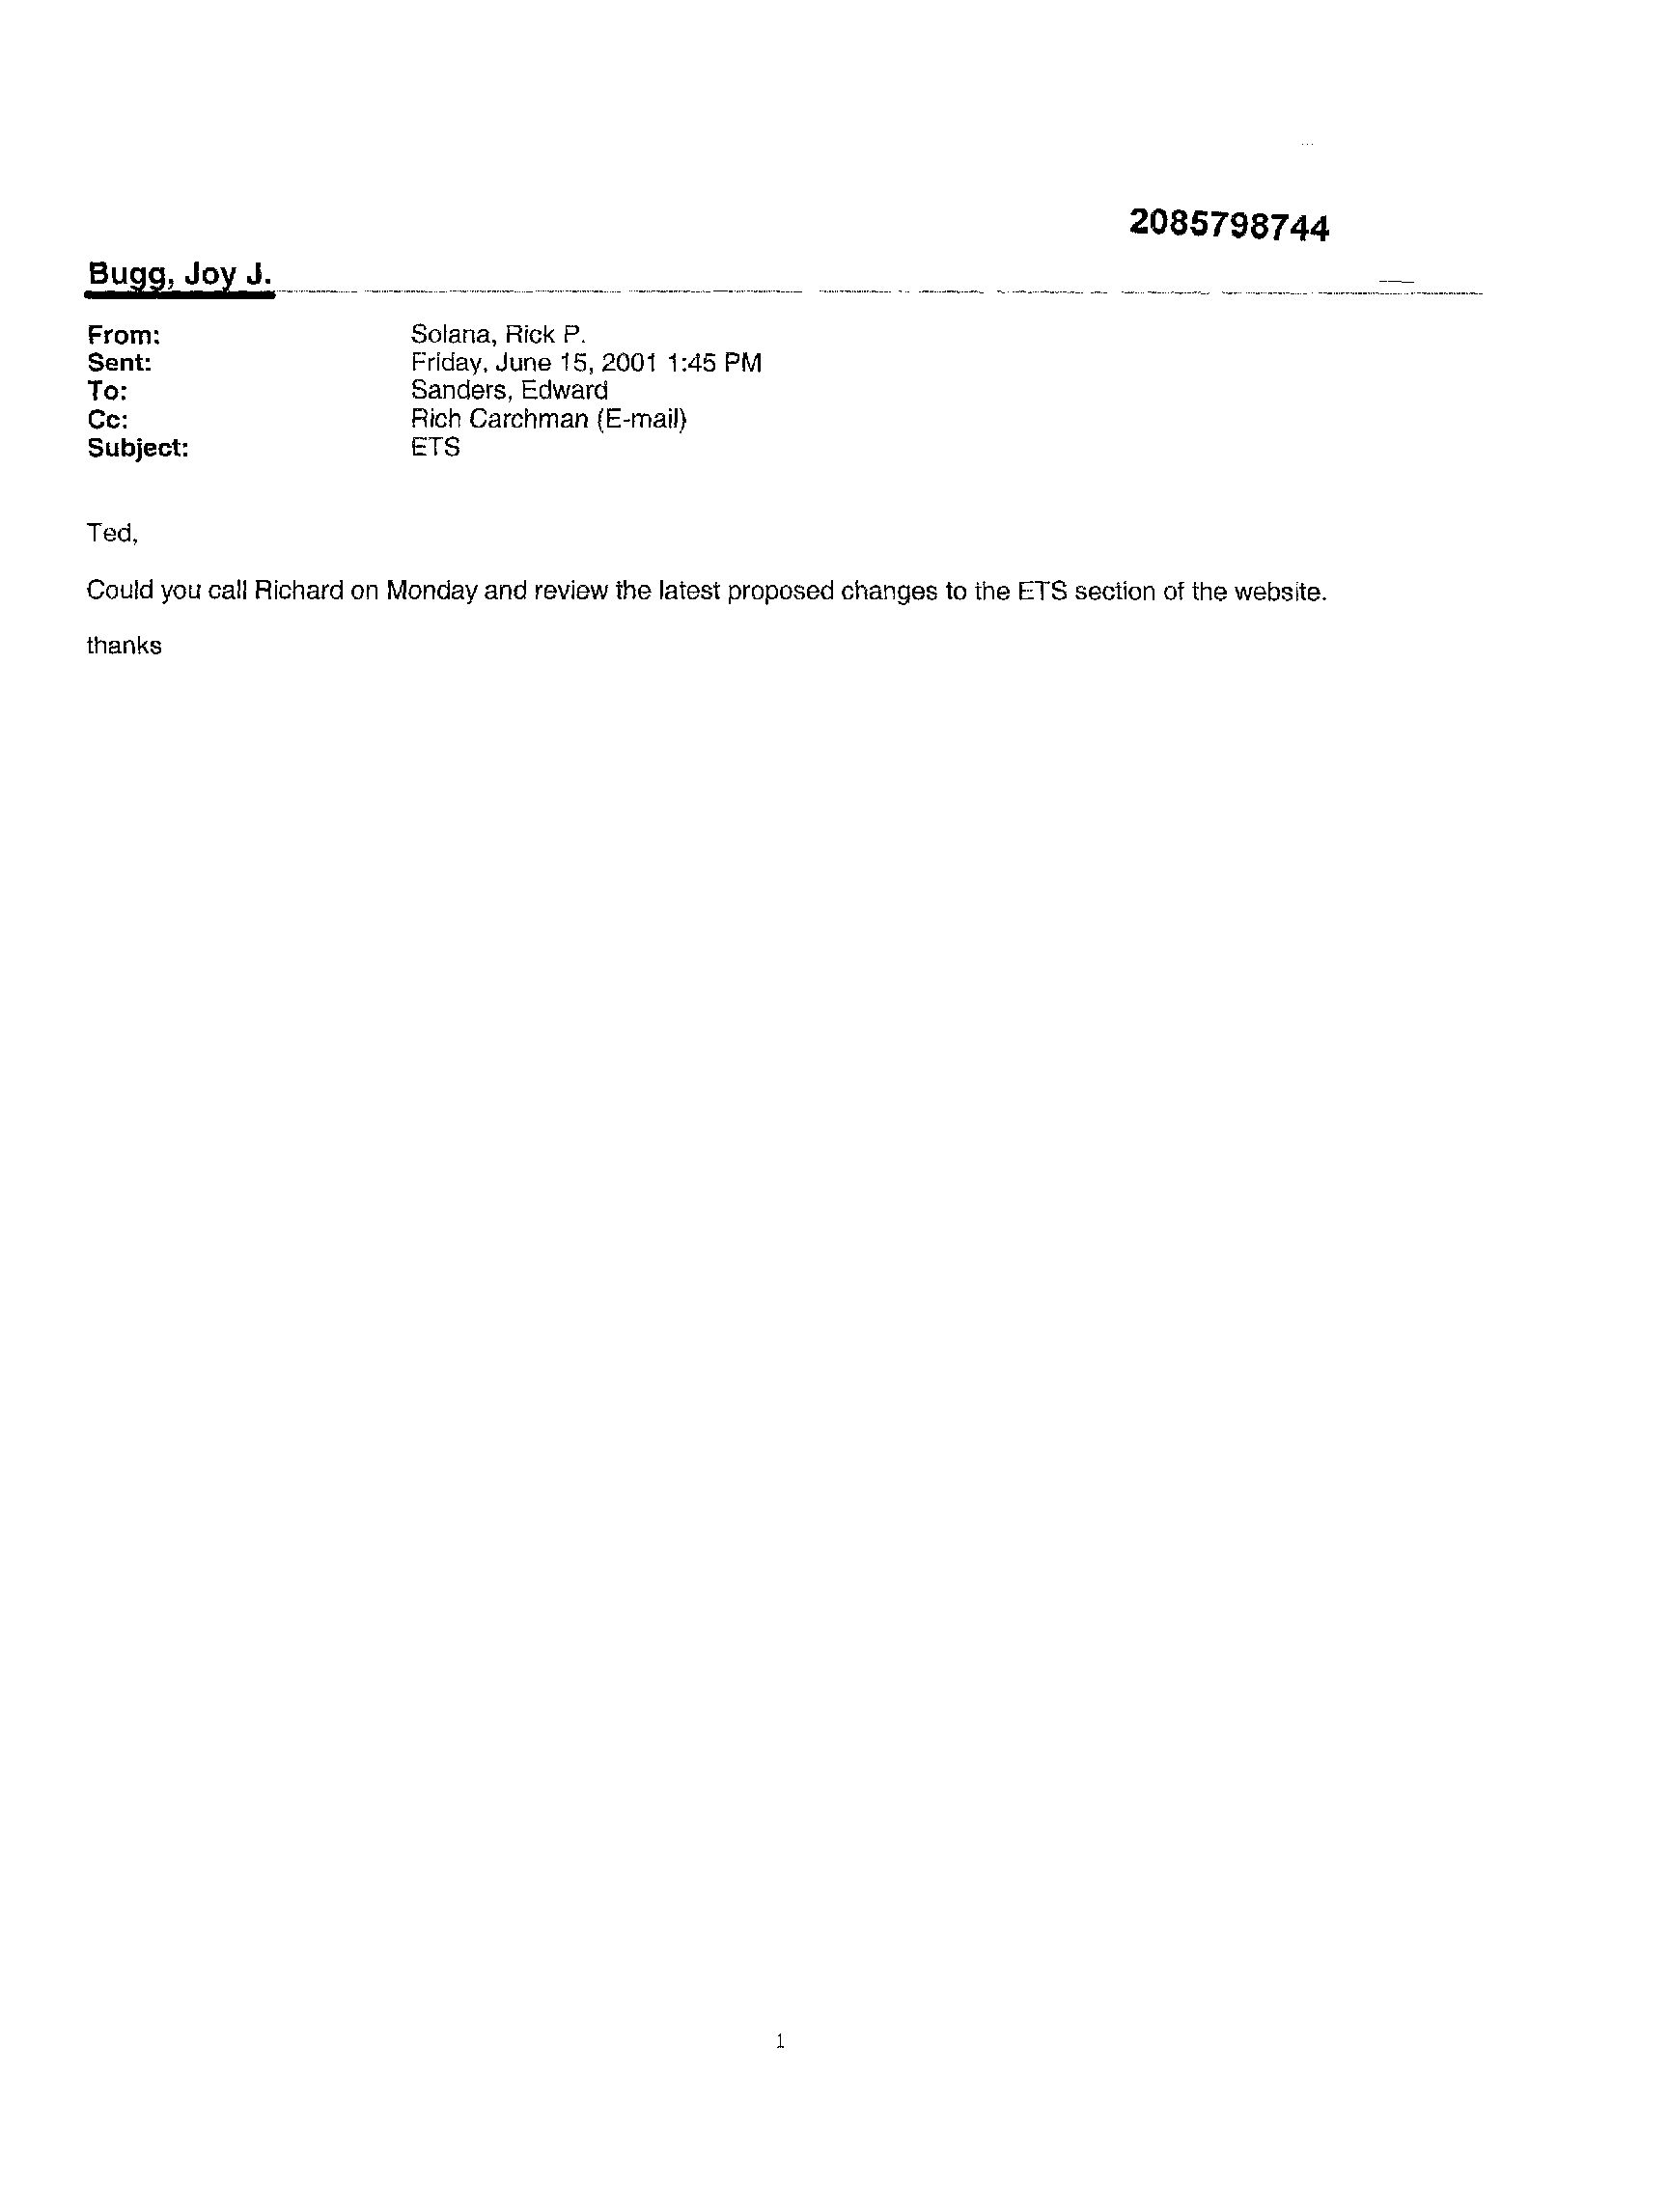 2085798744
Bugg, Joy J.
From: Solana, Rick P.
Sent: Friday, June 15, 2001 1:45 PM
To: Sanders, Edward
Cc: Rich Carchman (E-mail)
Subject: ETS
Ted,
Could you call Richard on Monday and review the latest proposed changes to the ETS section of the website.
thanks
1